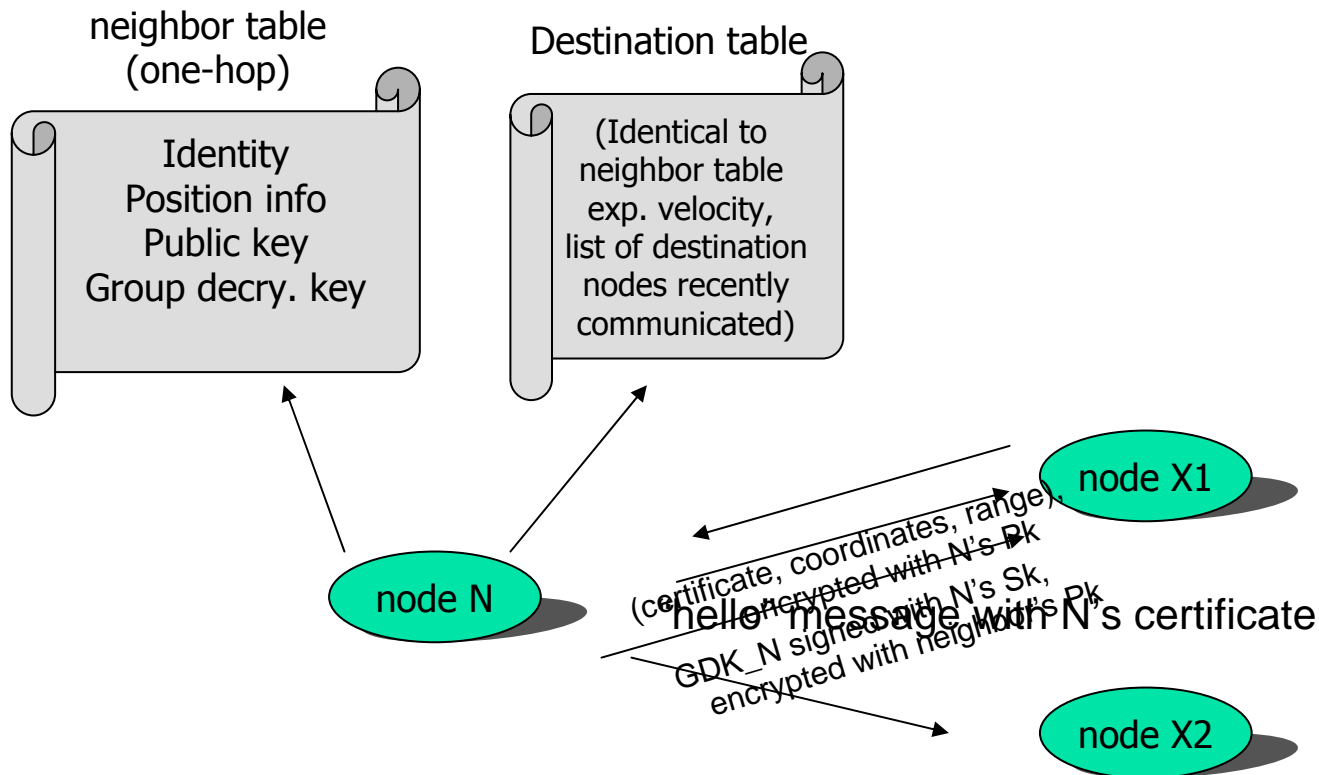 neighbor table
(one-hop)
Destination table
Identity
Position info
Public key
Group decry. key
(Identical to
neighbor table
exp. velocity,
list of destination
nodes recently
communicated)
node X1
node N
(certificate, coordinates, range),
encrypted with N’s Pk
“hello” message with N’s certificate
GDK_N signed with N’s Sk,
encrypted with neighbor’s Pk
node X2